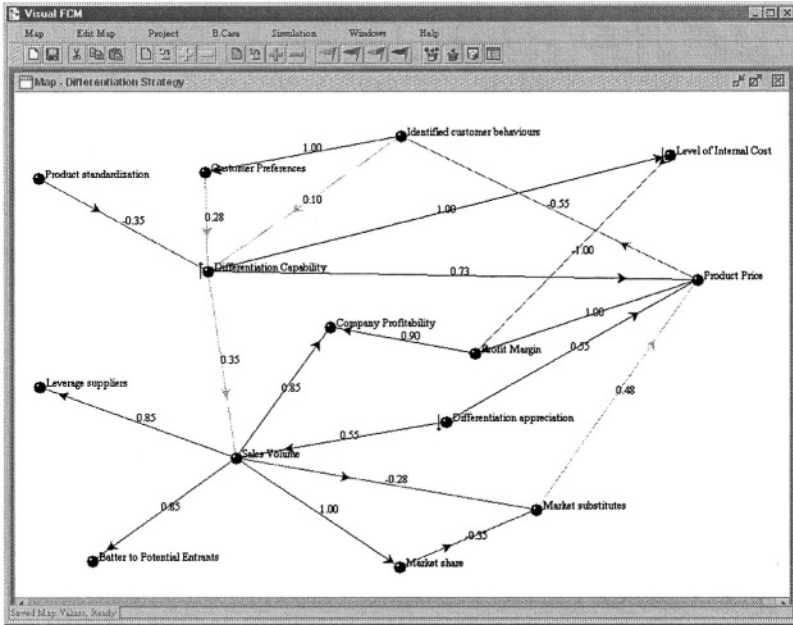 Visual FCM
Map Edit Map Project B.Case Simulation Windows Help
Map - Differentiation Strategy
Identified customer behaviours
Level of Internal Cost
1.00
Customer Preferences
Product standardization
0.10
-0.55
-0.35
0.28
1.00
-1.00
Differentiation Capability
0.73
Product Price
Company Profitability
1.00
0.90
Profit Margin
0.55
0.35
Leverage suppliers
0.85
0.48
0.85
Differentiation appreciation
0.55
Sales Volume
-0.28
0.85
1.00
Market substitutes
-0.35
Batter to Potential Entrants
Market share
Saved Map Values, Ready